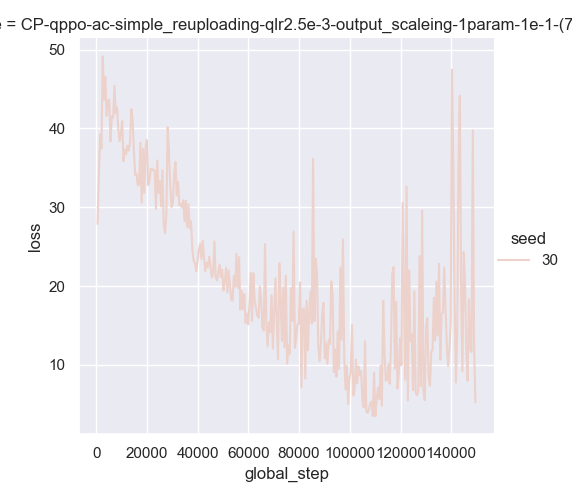 e = CP-qppo-ac-simple_reuploading-qlr2.5e-3-output_scaleing-1param-1e-1-(7
50
40
30
20
10
loss
seed
30
0 20000 40000 60000 80000 100000 120000 140000
global_step